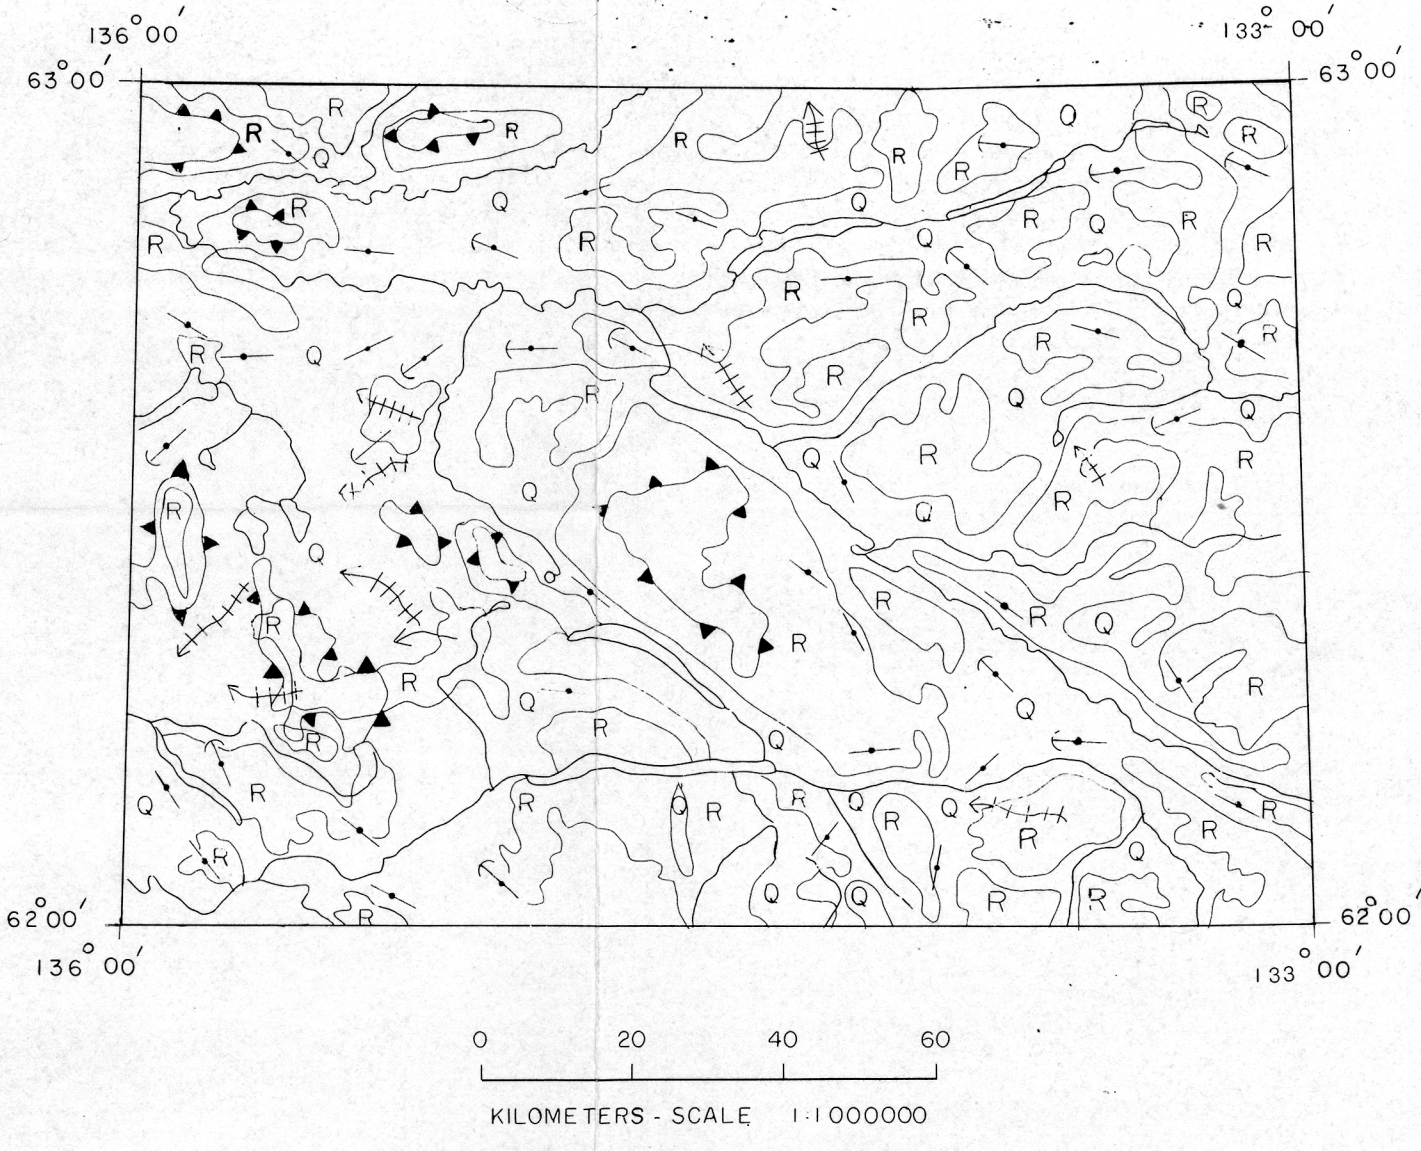 136°00′ 133°00′
63°00′ 63°00′
R Q R
R R R R
R Q R R R
Q Q
R R Q R
R R Q Q R
R Q
R R
R Q R R
R Q Q
R
R Q R
Q R
R Q Q R
Q
R R Q
R
R R
Q Q
R Q
R
R Q R R Q Q R
Q R R R R
R Q
Q Q R R
R
62°00′ 62°00′
136°00′ 133°00′
0 20 40 60
KILOMETERS - SCALE 1:1000000